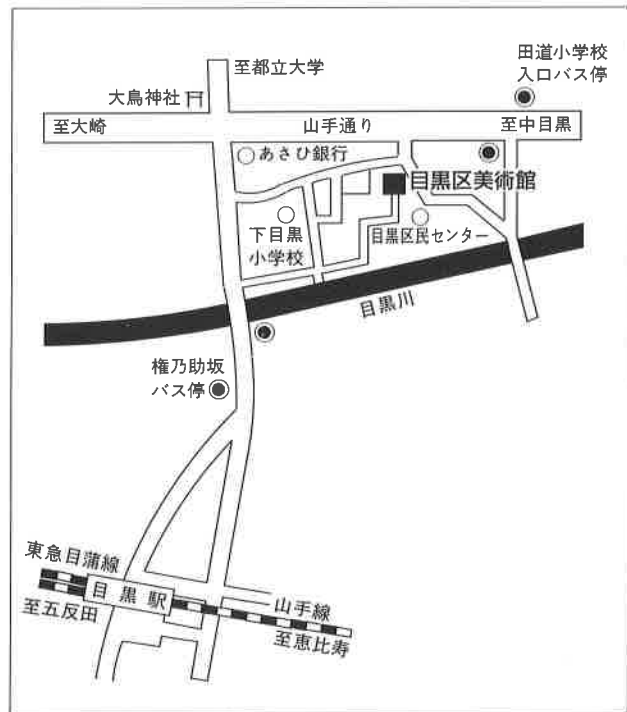 田道小学校
入口バス停
至都立大学
大鳥神社
至大崎
山手通り
至中目黒
あさひ銀行
目黒区美術館
下目黒
小学校
目黒区民センター
目黒川
権乃助坂
バス停
東急目蒲線
目黒駅
山手線
至五反田
至恵比寿